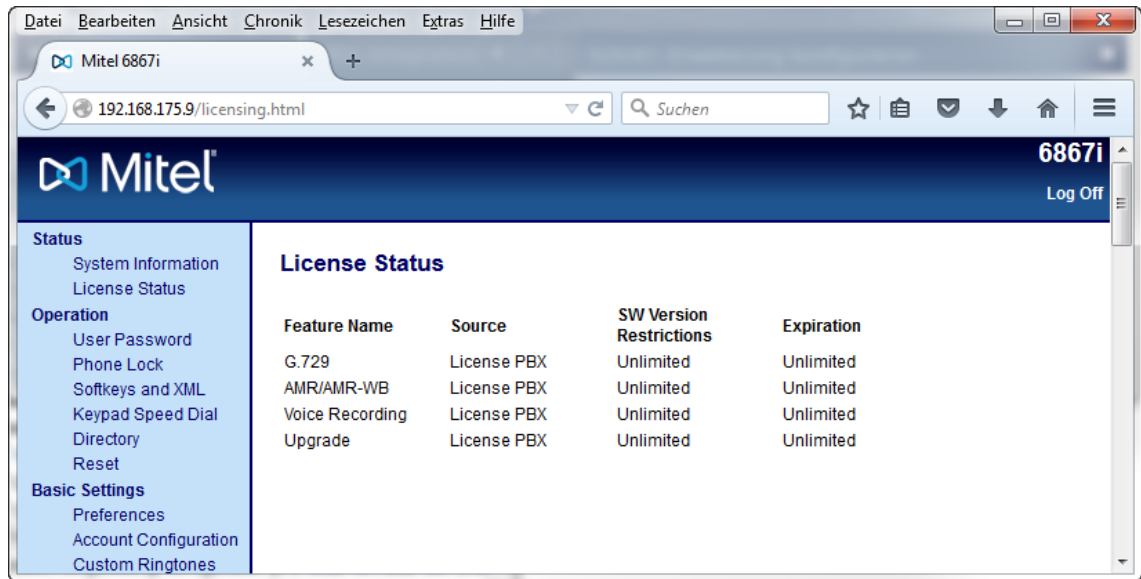 Datei Bearbeiten Ansicht Chronik Lesezeichen Extras Hilfe
Mitel 6867i
192.168.175.9/licensing.html
Suchen
Mitel
6867i
Log Off
Status
System Information
License Status
Operation
User Password
Phone Lock
Softkeys and XML
Keypad Speed Dial
Directory
Reset
Basic Settings
Preferences
Account Configuration
Custom Ringtones
License Status
Feature Name Source SW Version Restrictions Expiration
G.729 License PBX Unlimited Unlimited
AMR/AMR-WB License PBX Unlimited Unlimited
Voice Recording License PBX Unlimited Unlimited
Upgrade License PBX Unlimited Unlimited